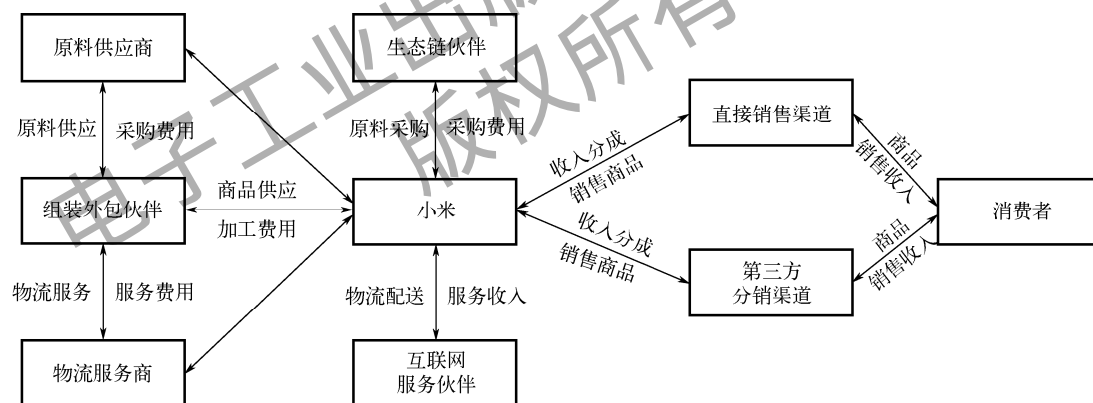 原料供应商
生态链伙伴
直接销售渠道
原料供应
采购费用
原料采购
采购费用
收入分成
销售商品
商品
销售收入
组装外包伙伴
商品供应
加工费用
小米
消费者
收入分成
销售商品
商品
销售收入
第三方
分销渠道
物流服务
服务费用
物流配送
服务收入
物流服务商
互联网
服务伙伴
电子工业出版
版权所有